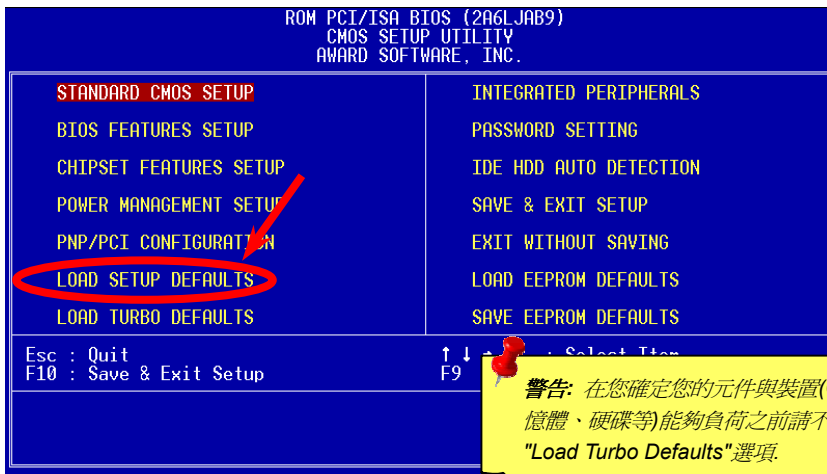 ROM PCI/ISA BIOS (2A6LJAB9)
CMOS SETUP UTILITY
AWARD SOFTWARE, INC.
STANDARD CMOS SETUP
BIOS FEATURES SETUP
CHIPSET FEATURES SETUP
POWER MANAGEMENT SETUP
PNP/PCI CONFIGURATION
LOAD SETUP DEFAULTS
LOAD TURBO DEFAULTS
INTEGRATED PERIPHERALS
PASSWORD SETTING
IDE HDD AUTO DETECTION
SAVE & EXIT SETUP
EXIT WITHOUT SAVING
LOAD EEPROM DEFAULTS
SAVE EEPROM DEFAULTS
Esc : Quit
F10 : Save & Exit Setup
↑ ↓ : Select Item
F9
警告: 在您確定您的元件與裝置(
憶體、硬碟等)能夠負荷之前請不
"Load Turbo Defaults"選項.